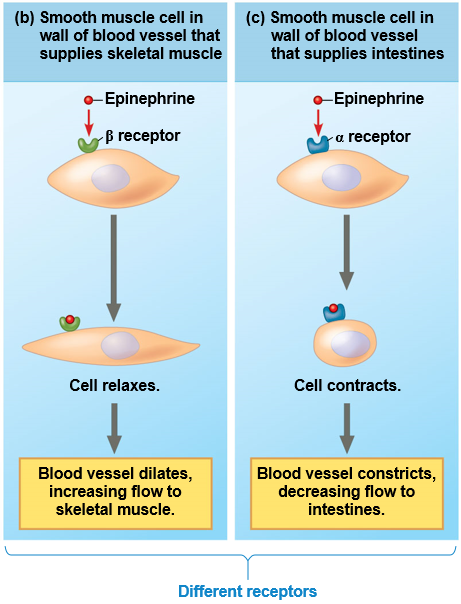 (b) Smooth muscle cell in
wall of blood vessel that
supplies skeletal muscle
Epinephrine
β receptor
Cell relaxes.
Blood vessel dilates,
increasing flow to
skeletal muscle.
(c) Smooth muscle cell in
wall of blood vessel
that supplies intestines
Epinephrine
α receptor
Cell contracts.
Blood vessel constricts,
decreasing flow to
intestines.
Different receptors